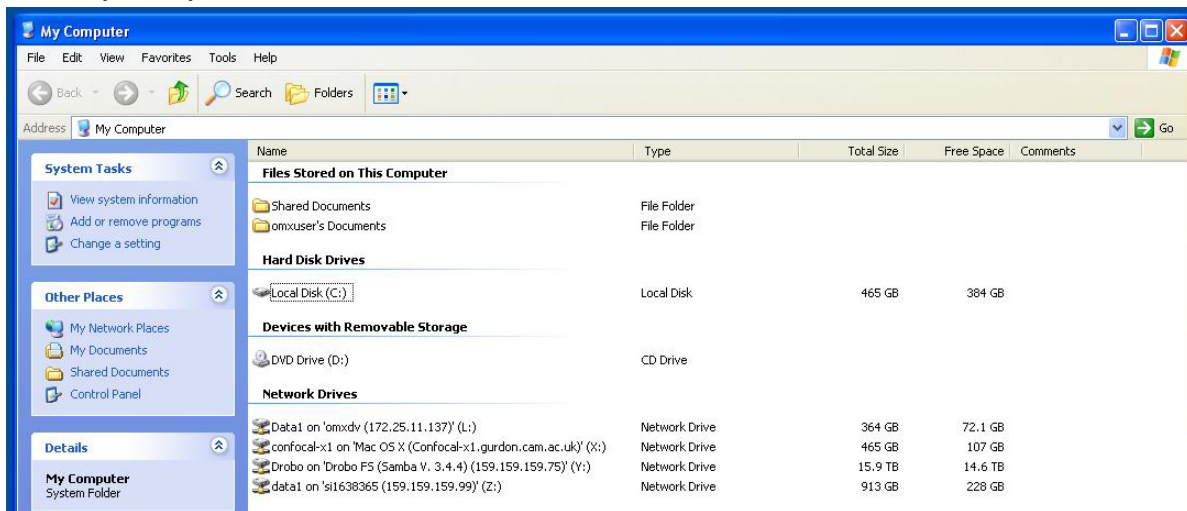 My Computer
File Edit View Favorites Tools Help
Back Search Folders
Address My Computer Go
System Tasks
View system information
Add or remove programs
Change a setting
Other Places
My Network Places
My Documents
Shared Documents
Control Panel
Details
My Computer
System Folder
Name Type Total Size Free Space Comments
Files Stored on This Computer
Shared Documents File Folder
omxuser's Documents File Folder
Hard Disk Drives
Local Disk (C:) Local Disk 465 GB 384 GB
Devices with Removable Storage
DVD Drive (D:) CD Drive
Network Drives
Data1 on 'omxdv (172.25.11.137)' (L:) Network Drive 364 GB 72.1 GB
confocal-x1 on 'Mac OS X (Confocal-x1.gurdon.cam.ac.uk)' (X:) Network Drive 465 GB 107 GB
Drobo on 'Drobo FS (Samba V. 3.4.4) (159.159.159.75)' (Y:) Network Drive 15.9 TB 14.6 TB
data1 on 'si1638365 (159.159.159.99)' (Z:) Network Drive 913 GB 228 GB